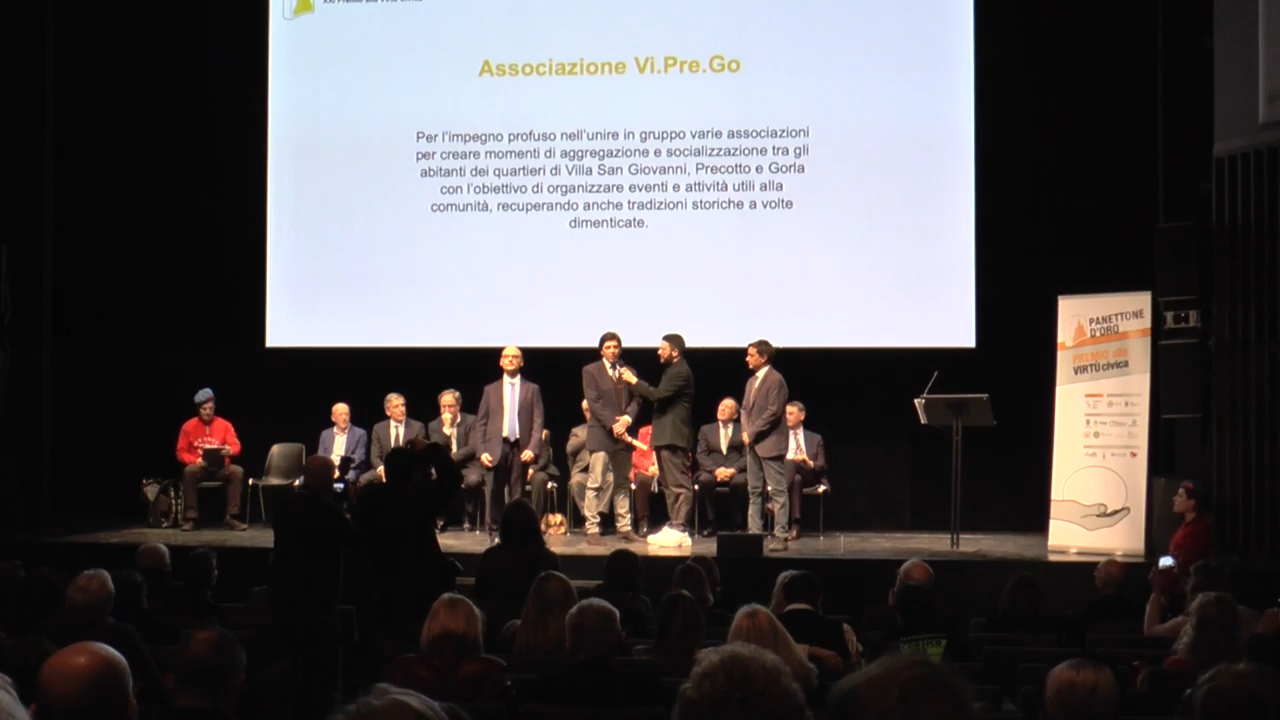 Associazione Vi.Pre.Go
Per l'impegno profuso nell'unire in gruppo varie associazioni
per creare momenti di aggregazione e socializzazione tra gli
abitanti dei quartieri di Villa San Giovanni, Precotto e Gorla
con l'obiettivo di organizzare eventi e attività utili alla
comunità, recuperando anche tradizioni storiche a volte
dimenticate.
PANETTONE
D'ORO
PREMIO alla
VIRTÙ civica